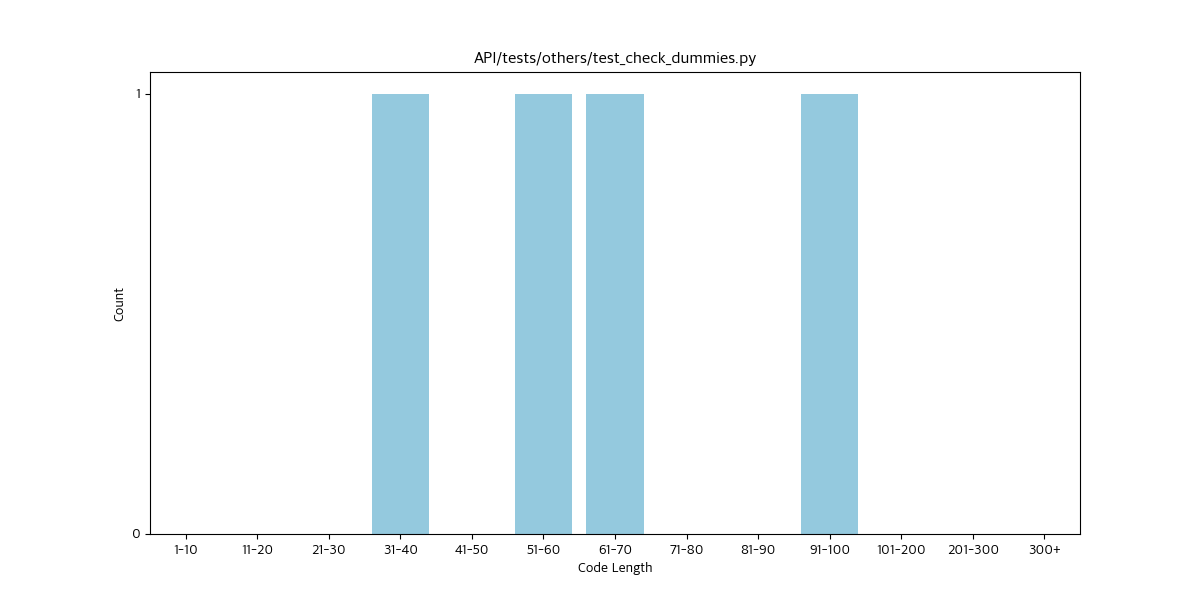 API/tests/others/test_check_dummies.py
1
Count
0
1-10 11-20 21-30 31-40 41-50 51-60 61-70 71-80 81-90 91-100 101-200 201-300 300+
Code Length